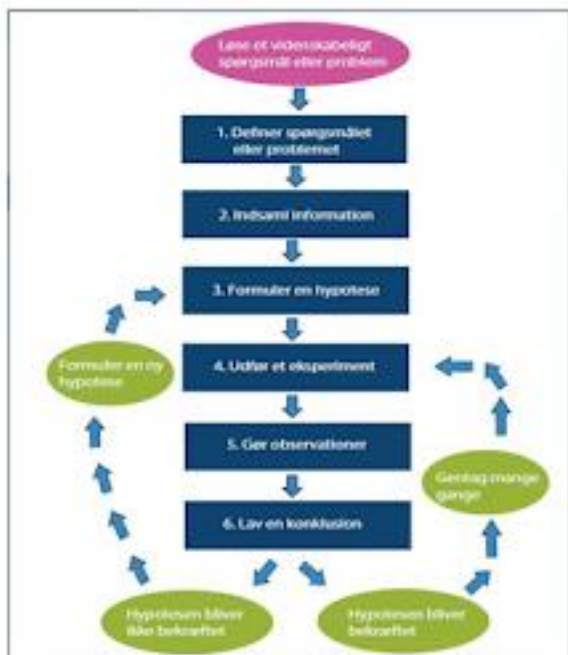 Løse et videnskabeligt
spørgsmål eller problem
1. Definer spørgsmålet
eller problemet
2. Indsaml information
3. Formuler en hypotese
4. Udfør et eksperiment
5. Gør observationer
6. Lav en konklusion
Formuler en ny
hypotese
Gentag mange
gange
Hypotesen bliver
ikke bekræftet
Hypotesen bliver
bekræftet